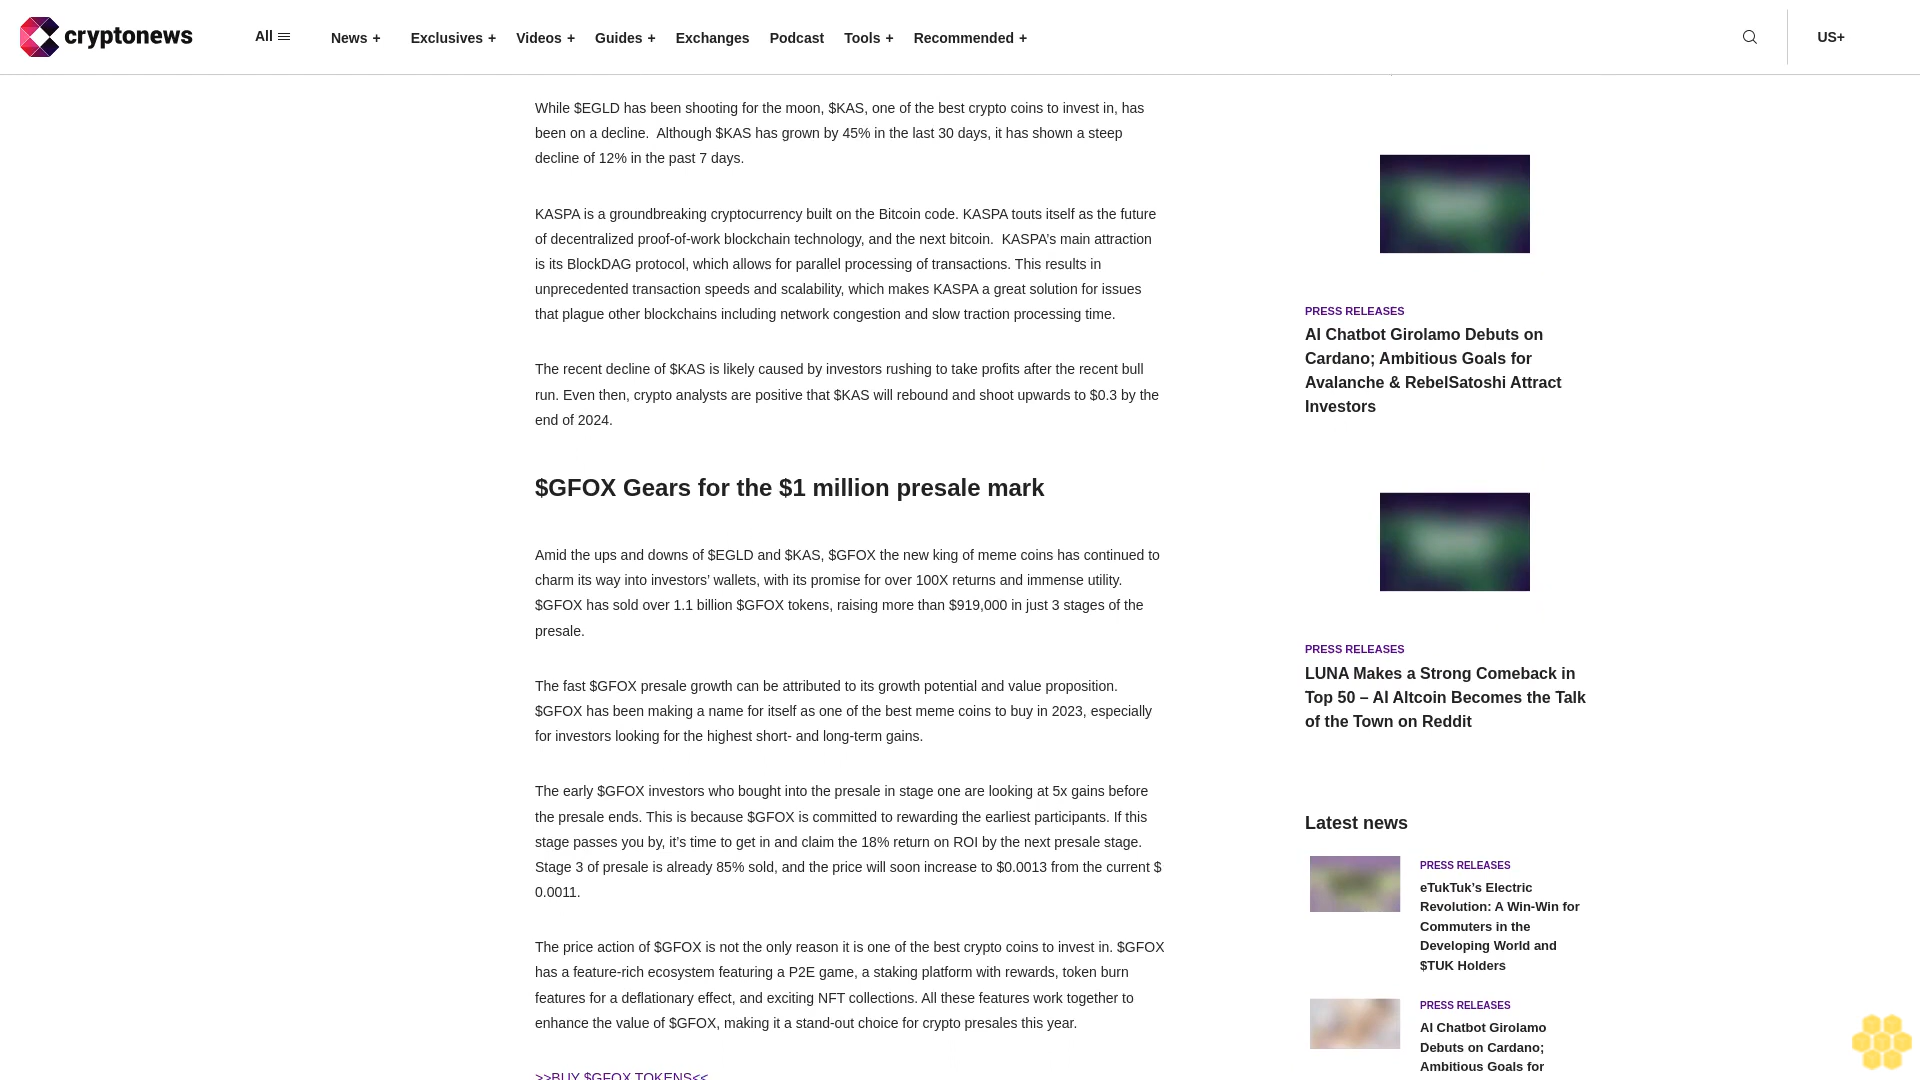 cryptonews
All
News +
Exclusives +
Videos +
Guides +
Exchanges
Podcast
Tools +
Recommended +
US+
While $EGLD has been shooting for the moon, $KAS, one of the best crypto coins to invest in, has
been on a decline.  Although $KAS has grown by 45% in the last 30 days, it has shown a steep
decline of 12% in the past 7 days.
KASPA is a groundbreaking cryptocurrency built on the Bitcoin code. KASPA touts itself as the future
of decentralized proof-of-work blockchain technology, and the next bitcoin.  KASPA’s main attraction
is its BlockDAG protocol, which allows for parallel processing of transactions. This results in
unprecedented transaction speeds and scalability, which makes KASPA a great solution for issues
that plague other blockchains including network congestion and slow traction processing time.
The recent decline of $KAS is likely caused by investors rushing to take profits after the recent bull
run. Even then, crypto analysts are positive that $KAS will rebound and shoot upwards to $0.3 by the
end of 2024.
$GFOX Gears for the $1 million presale mark
Amid the ups and downs of $EGLD and $KAS, $GFOX the new king of meme coins has continued to
charm its way into investors’ wallets, with its promise for over 100X returns and immense utility.
$GFOX has sold over 1.1 billion $GFOX tokens, raising more than $919,000 in just 3 stages of the
presale.
The fast $GFOX presale growth can be attributed to its growth potential and value proposition.
$GFOX has been making a name for itself as one of the best meme coins to buy in 2023, especially
for investors looking for the highest short- and long-term gains.
The early $GFOX investors who bought into the presale in stage one are looking at 5x gains before
the presale ends. This is because $GFOX is committed to rewarding the earliest participants. If this
stage passes you by, it’s time to get in and claim the 18% return on ROI by the next presale stage.
Stage 3 of presale is already 85% sold, and the price will soon increase to $0.0013 from the current $
0.0011.
The price action of $GFOX is not the only reason it is one of the best crypto coins to invest in. $GFOX
has a feature-rich ecosystem featuring a P2E game, a staking platform with rewards, token burn
features for a deflationary effect, and exciting NFT collections. All these features work together to
enhance the value of $GFOX, making it a stand-out choice for crypto presales this year.
>>BUY $GFOX TOKENS<<
PRESS RELEASES
AI Chatbot Girolamo Debuts on
Cardano; Ambitious Goals for
Avalanche & RebelSatoshi Attract
Investors
PRESS RELEASES
LUNA Makes a Strong Comeback in
Top 50 – AI Altcoin Becomes the Talk
of the Town on Reddit
Latest news
PRESS RELEASES
eTukTuk’s Electric
Revolution: A Win-Win for
Commuters in the
Developing World and
$TUK Holders
PRESS RELEASES
AI Chatbot Girolamo
Debuts on Cardano;
Ambitious Goals for